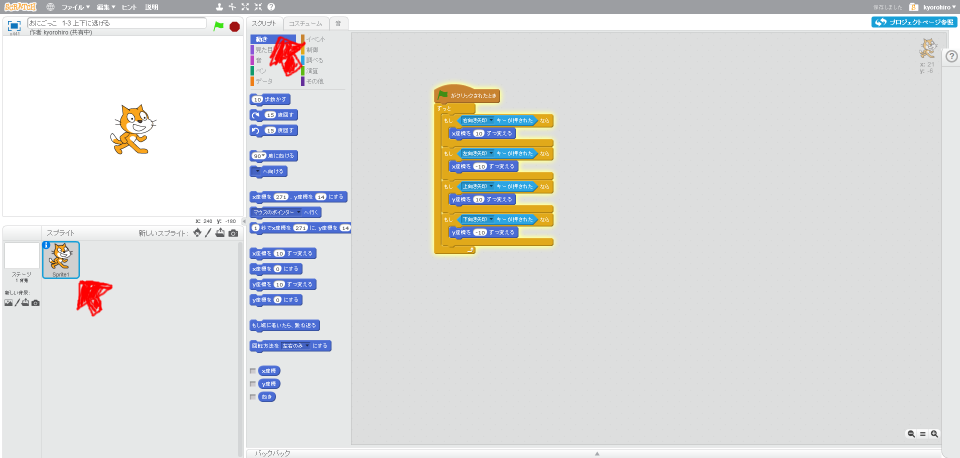 SCRATCH ファイル▼ 編集▼ ヒント 説明 保存しました kyorohiro▼
おにごっこ 1-3 上下に逃げる
作者 kyorohiro (共有中)
プロジェクトページ参照
スクリプト コスチューム 音
動き イベント
見た目 制御
音 調べる
ペン 演算
データ その他
10 歩動かす
15 度回す
15 度回す
90▼ 度に向ける
▼ へ向ける
x座標を 271 、y座標を 14 にする
マウスのポインター▼ へ行く
1 秒でx座標を 271 に、y座標を 14
x座標を 10 ずつ変える
x座標を 0 にする
y座標を 10 ずつ変える
y座標を 0 にする
もし端に着いたら、跳ね返る
回転方法を 左右のみ▼ にする
x座標
y座標
向き
がクリックされたとき
ずっと
もし 右向き矢印▼ キーが押された なら
x座標を 10 ずつ変える
もし 左向き矢印▼ キーが押された なら
x座標を -10 ずつ変える
もし 上向き矢印▼ キーが押された なら
y座標を 10 ずつ変える
もし 下向き矢印▼ キーが押された なら
y座標を -10 ずつ変える
x: 240 y: -180
スプライト 新しいスプライト:
ステージ
新しい背景:
Sprite1
バックパック